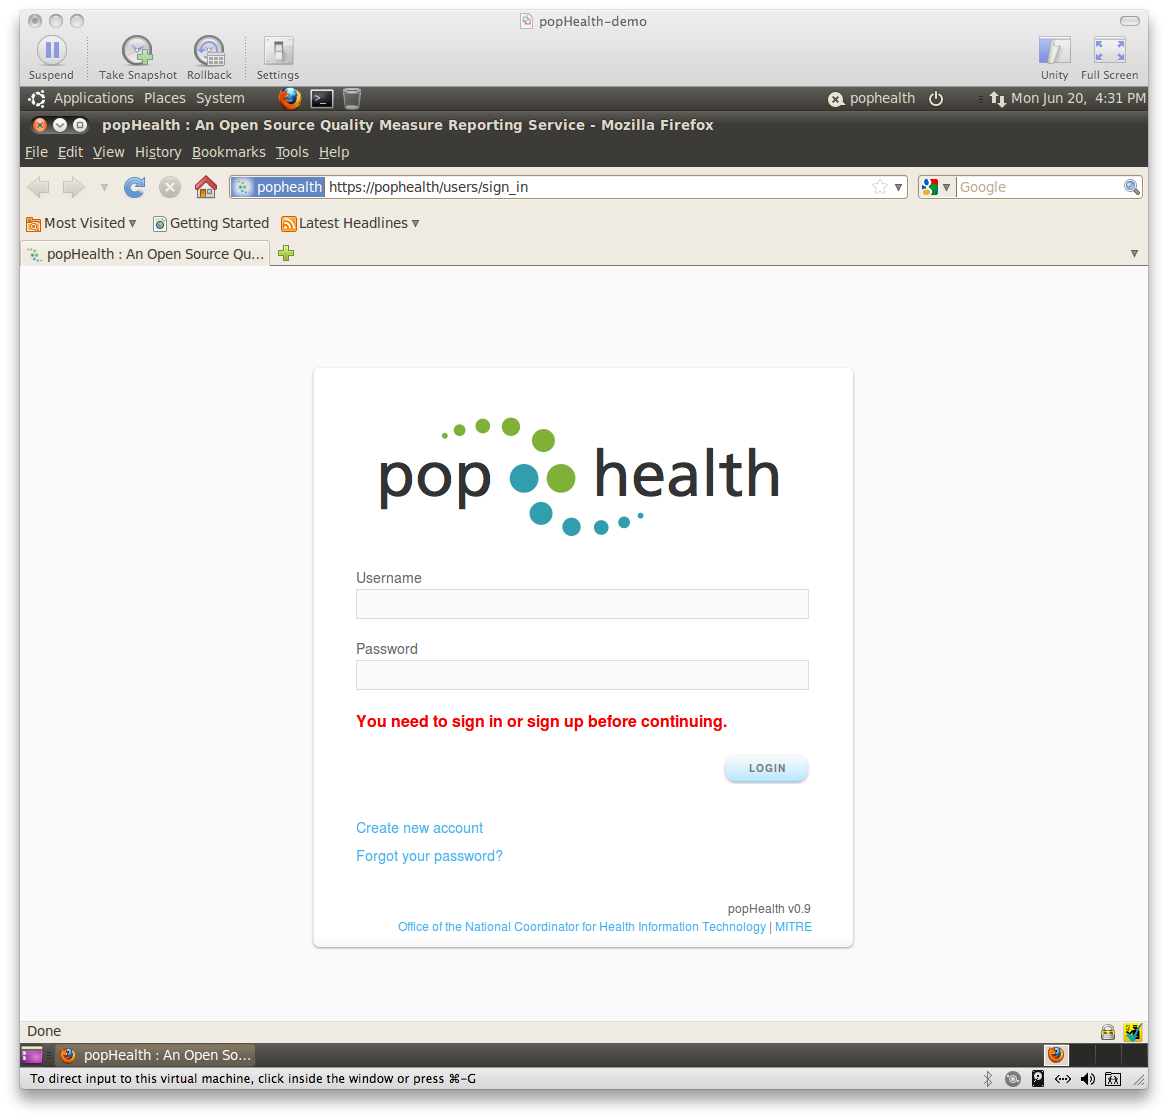 popHealth-demo
Suspend Take Snapshot Rollback Settings Unity Full Screen
Applications Places System pophealth Mon Jun 20, 4:31 PM
popHealth : An Open Source Quality Measure Reporting Service - Mozilla Firefox
File Edit View History Bookmarks Tools Help
pophealth https://pophealth/users/sign_in Google
Most Visited Getting Started Latest Headlines
popHealth : An Open Source Qu...
pop health
Username
Password
You need to sign in or sign up before continuing.
LOGIN
Create new account
Forgot your password?
popHealth v0.9
Office of the National Coordinator for Health Information Technology | MITRE
Done
popHealth : An Open So...
To direct input to this virtual machine, click inside the window or press ⌘-G